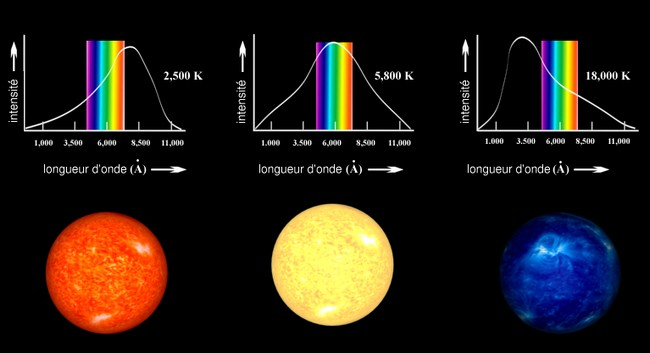 intensité
2,500 K
1,000 3,500 6,000 8,500 11,000
longueur d'onde (Å)
intensité
5,800 K
1.000 3.500 6,000 8,500 11,000
longueur d'onde (Å)
intensité
18,000 K
1.000 3.500 6,000 8,500 11,000
longueur d'onde (Å)